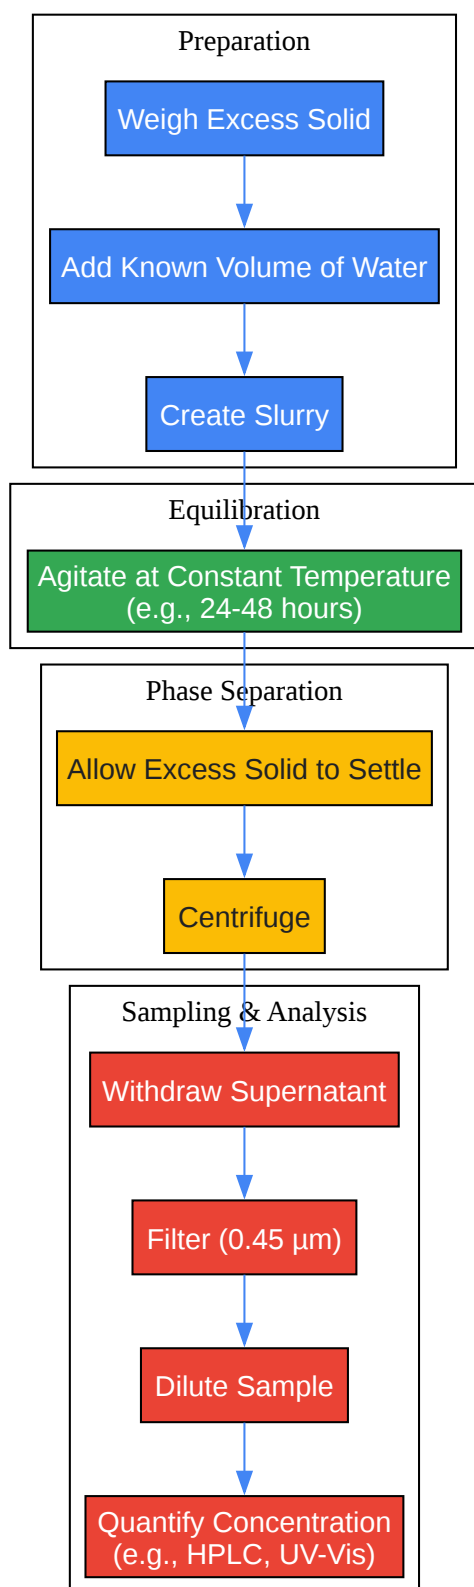 Preparation
Weigh Excess Solid
Add Known Volume of Water
Create Slurry
Equilibration
Agitate at Constant Temperature
(e.g., 24-48 hours)
Phase Separation
Allow Excess Solid to Settle
Centrifuge
Sampling & Analysis
Withdraw Supernatant
Filter (0.45 µm)
Dilute Sample
Quantify Concentration
(e.g., HPLC, UV-Vis)